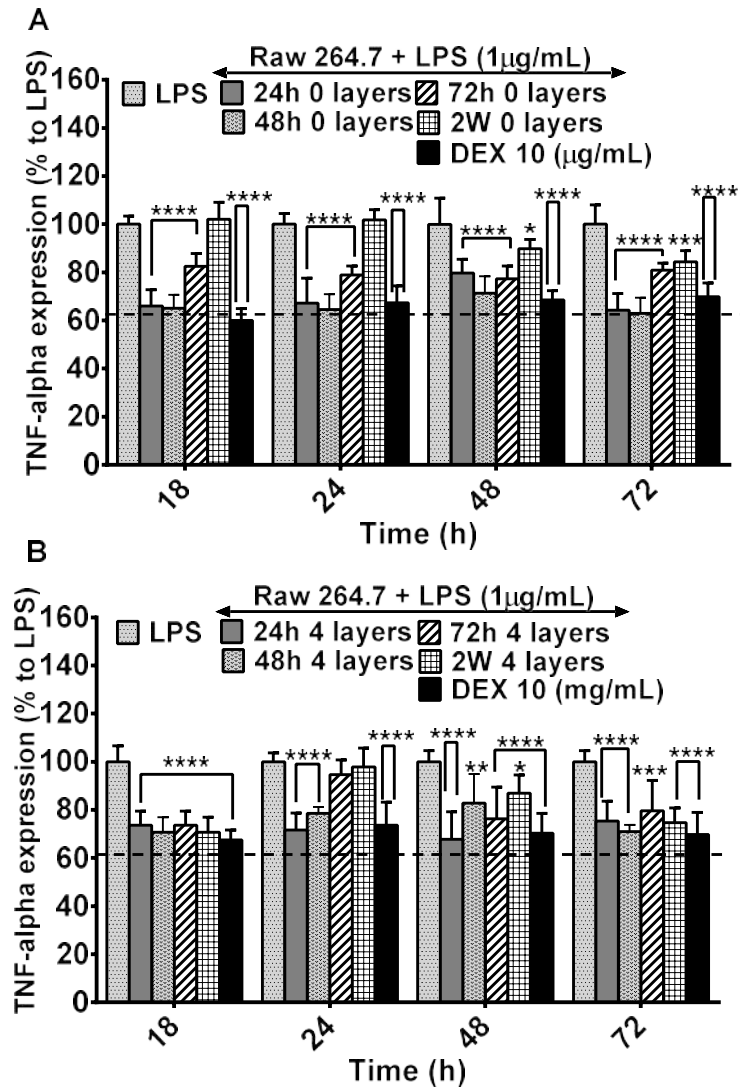 A
Raw 264.7 + LPS (1µg/mL)
LPS 24h 0 layers 72h 0 layers
48h 0 layers 2W 0 layers
DEX 10 (µg/mL)
TNF-alpha expression (% to LPS)
160
140
120
100
80
60
40
20
0
**** **** **** ****
**** **** **** * **** ***
18 24 48 72
Time (h)
B
Raw 264.7 + LPS (1µg/mL)
LPS 24h 4 layers 72h 4 layers
48h 4 layers 2W 4 layers
DEX 10 (mg/mL)
TNF-alpha expression (% to LPS)
160
140
120
100
80
60
40
20
0
**** **** **** **** **** **** ****
** * ***
18 24 48 72
Time (h)